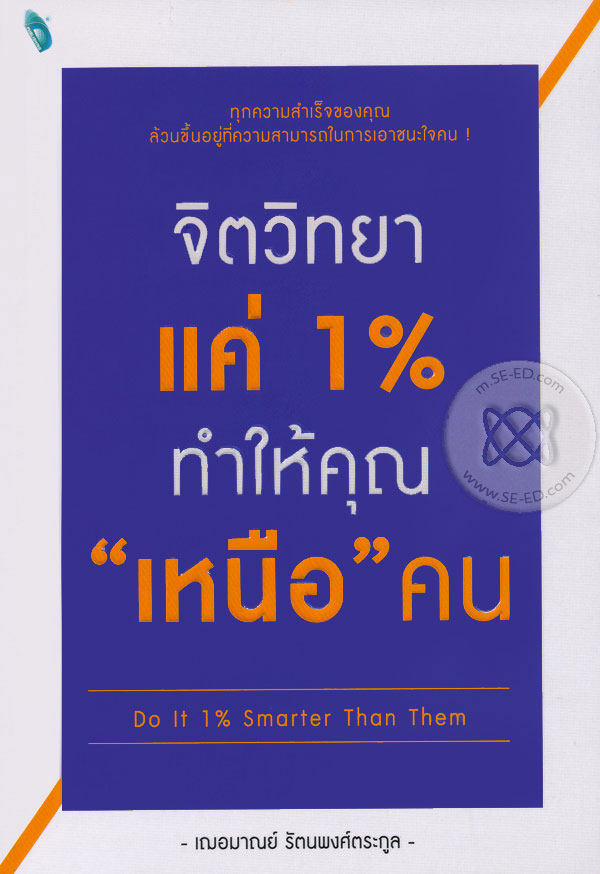 ทุกความสำเร็จของคุณ
ล้วนขึ้นอยู่ที่ความสามารถในการเอาชนะใจคน !
จิตวิทยา
แค่ 1%
ทำให้คุณ
“เหนือ” คน
m.SE-ED.com
www.SE-ED.com
Do It 1% Smarter Than Them
- เฌอมาณย์ รัตนพงศ์ตระกูล -